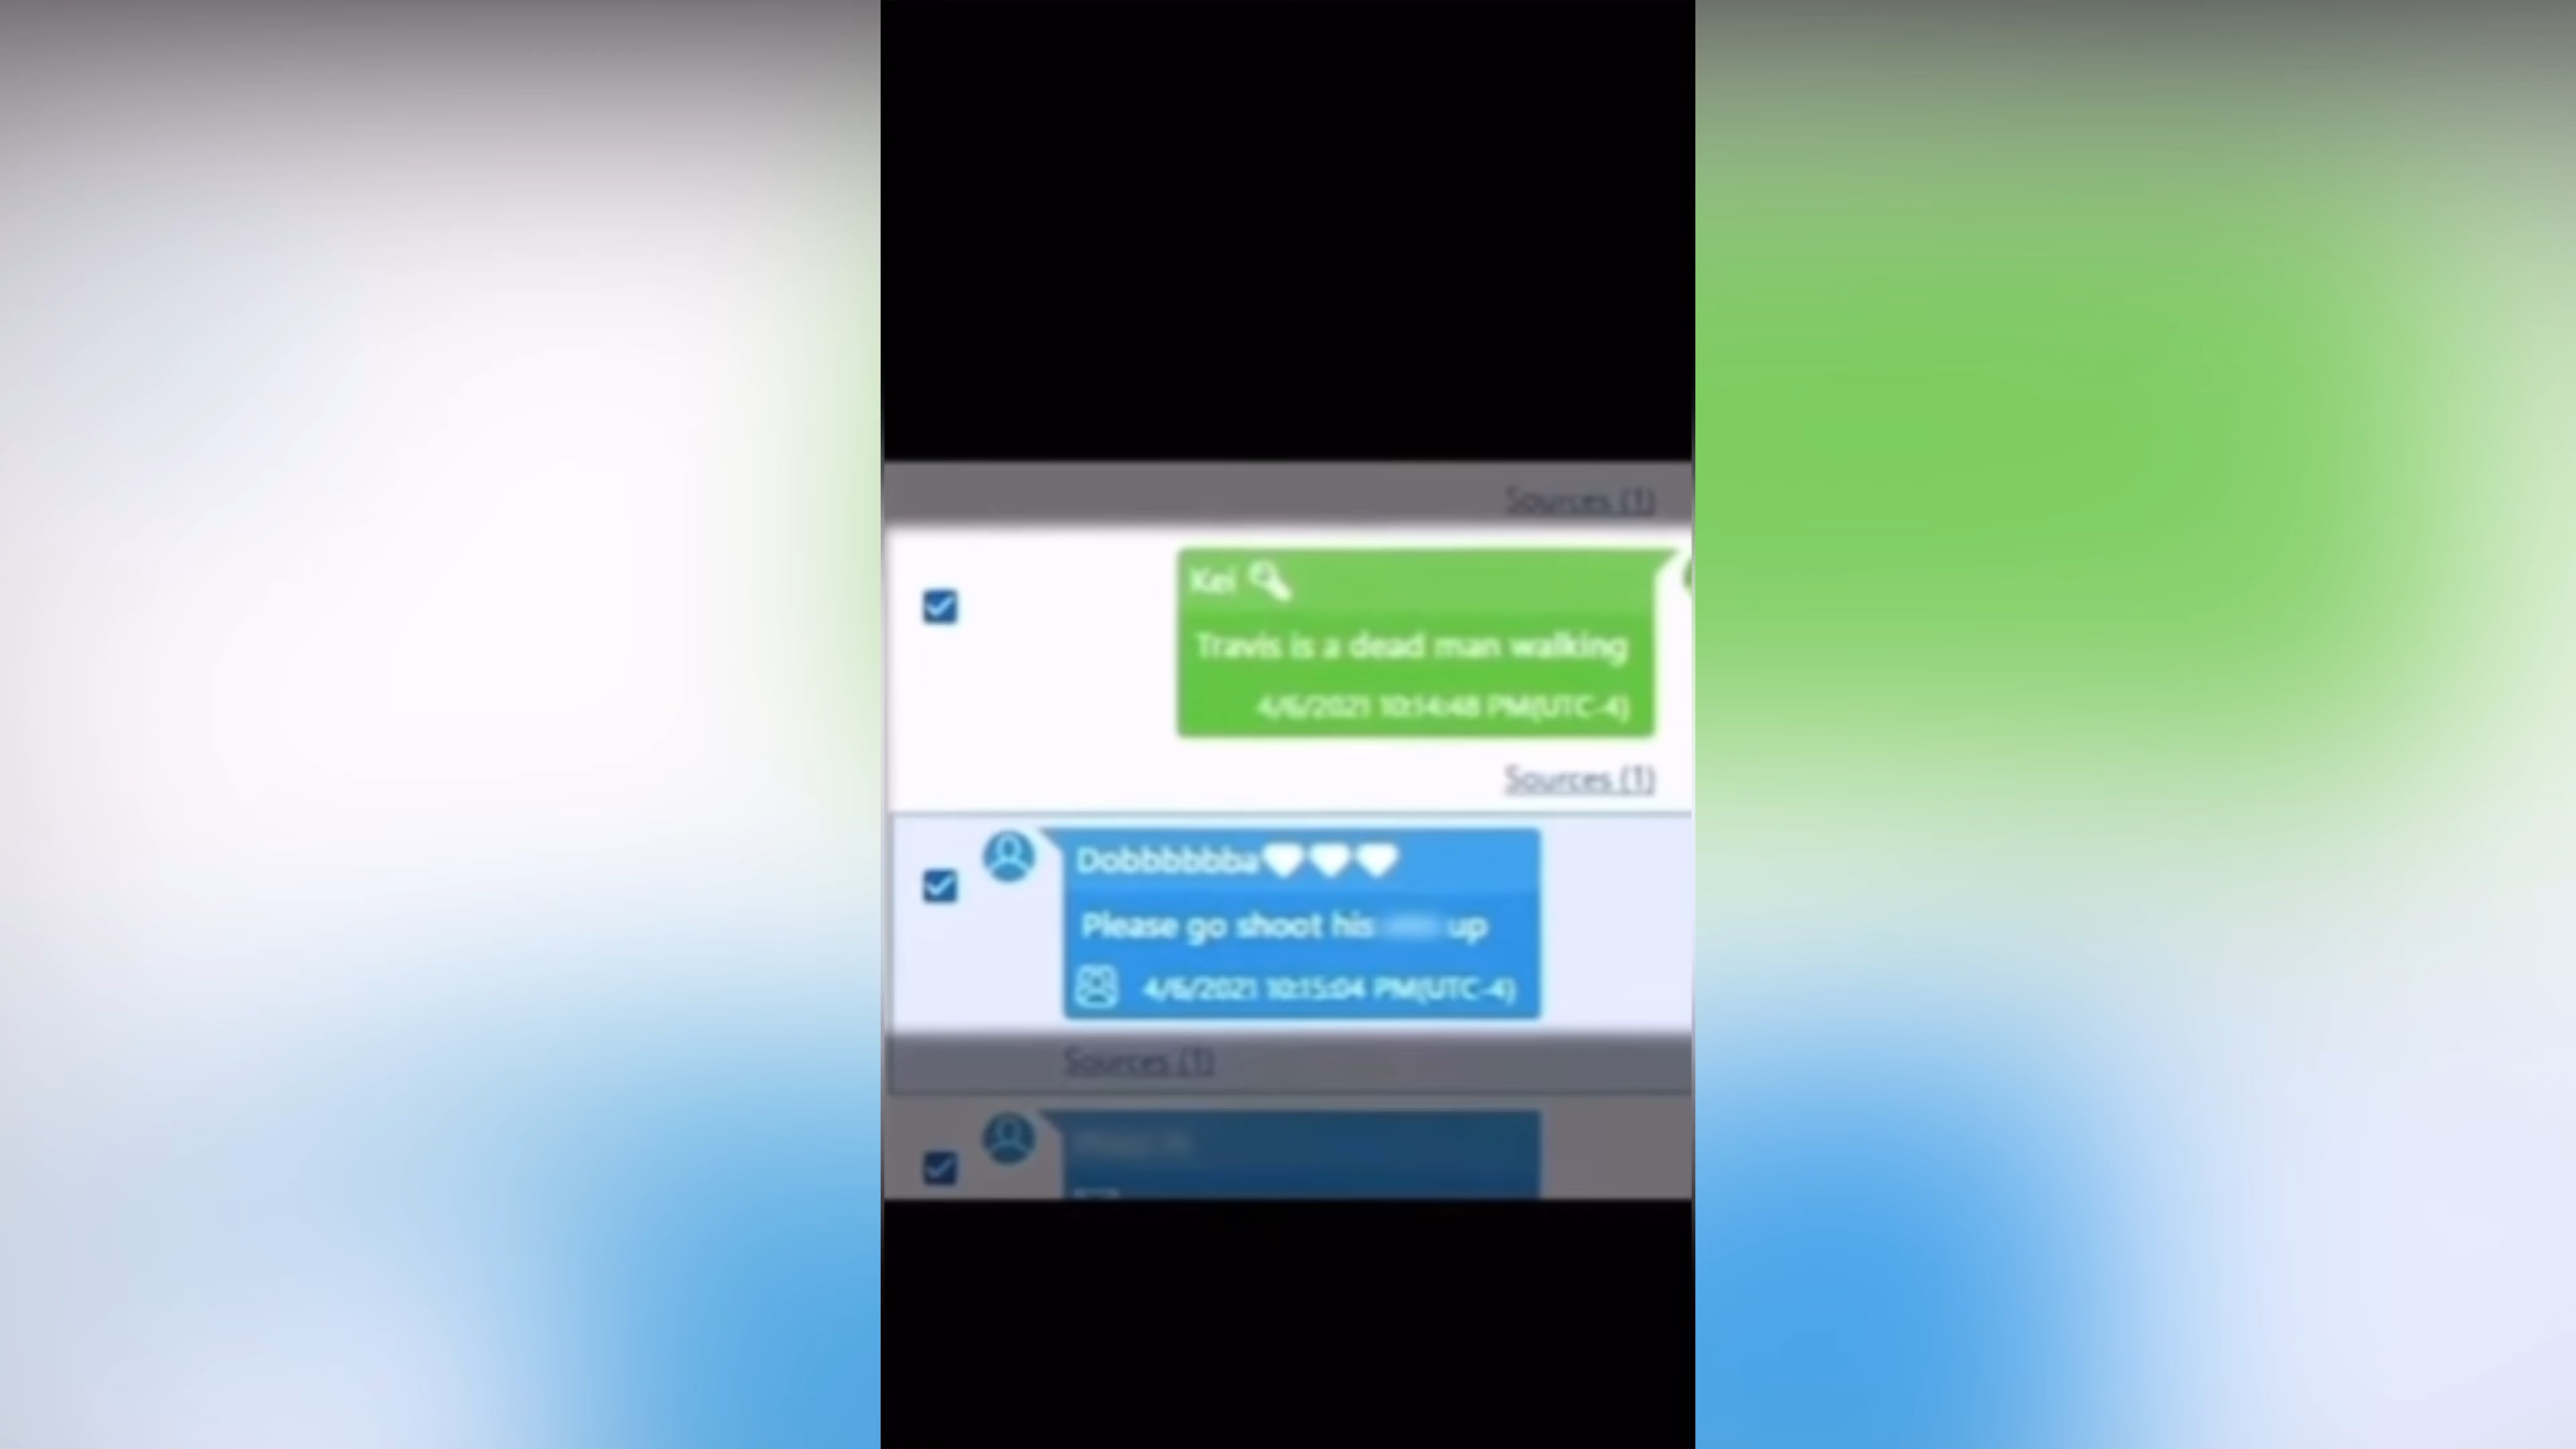 Sources (1)
Kei
Travis is a dead man walking
4/6/2021 10:14:48 PM(UTC-4)
Sources (1)
Dobbbbbba🤍🤍🤍
Please go shoot his up
4/6/2021 10:15:04 PM(UTC-4)
Sources (1)